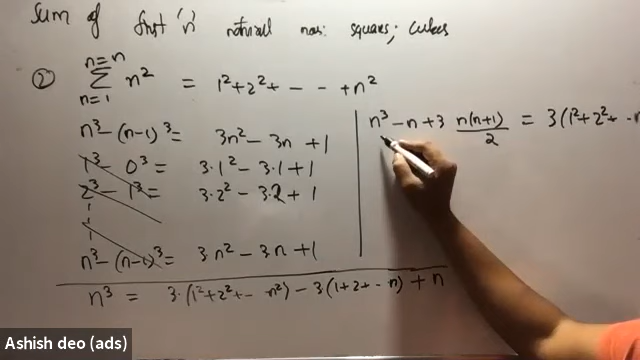 Sum of first 'n' natural nos: square; cubes
② n=n
∑ n² = 1²+2²+ - - - +n²
n=1
n³-(n-1)³= 3n²-3n+1
1³- 0³= 3·1²-3·1+1
2³- 1³= 3·2²-3·2+1
n³-(n-1)³= 3n²-3n+1
n³ = 3·(1²+2²+- n²)-3(1+2+- n)+n
n³-n+3 n(n+1)/2 = 3(1²+2²+ - n
Ashish deo (ads)